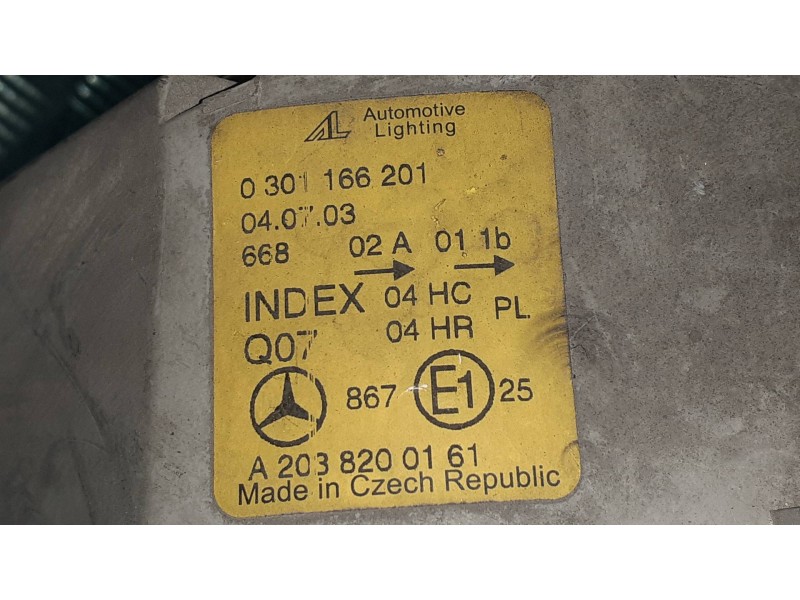 AL Automotive
Lighting
0 301 166 201
04.07.03
668 02 A 01 1b
INDEX 04 HC PL
Q07 04 HR
867 E1 25
A 203 820 01 61
Made in Czech Republic